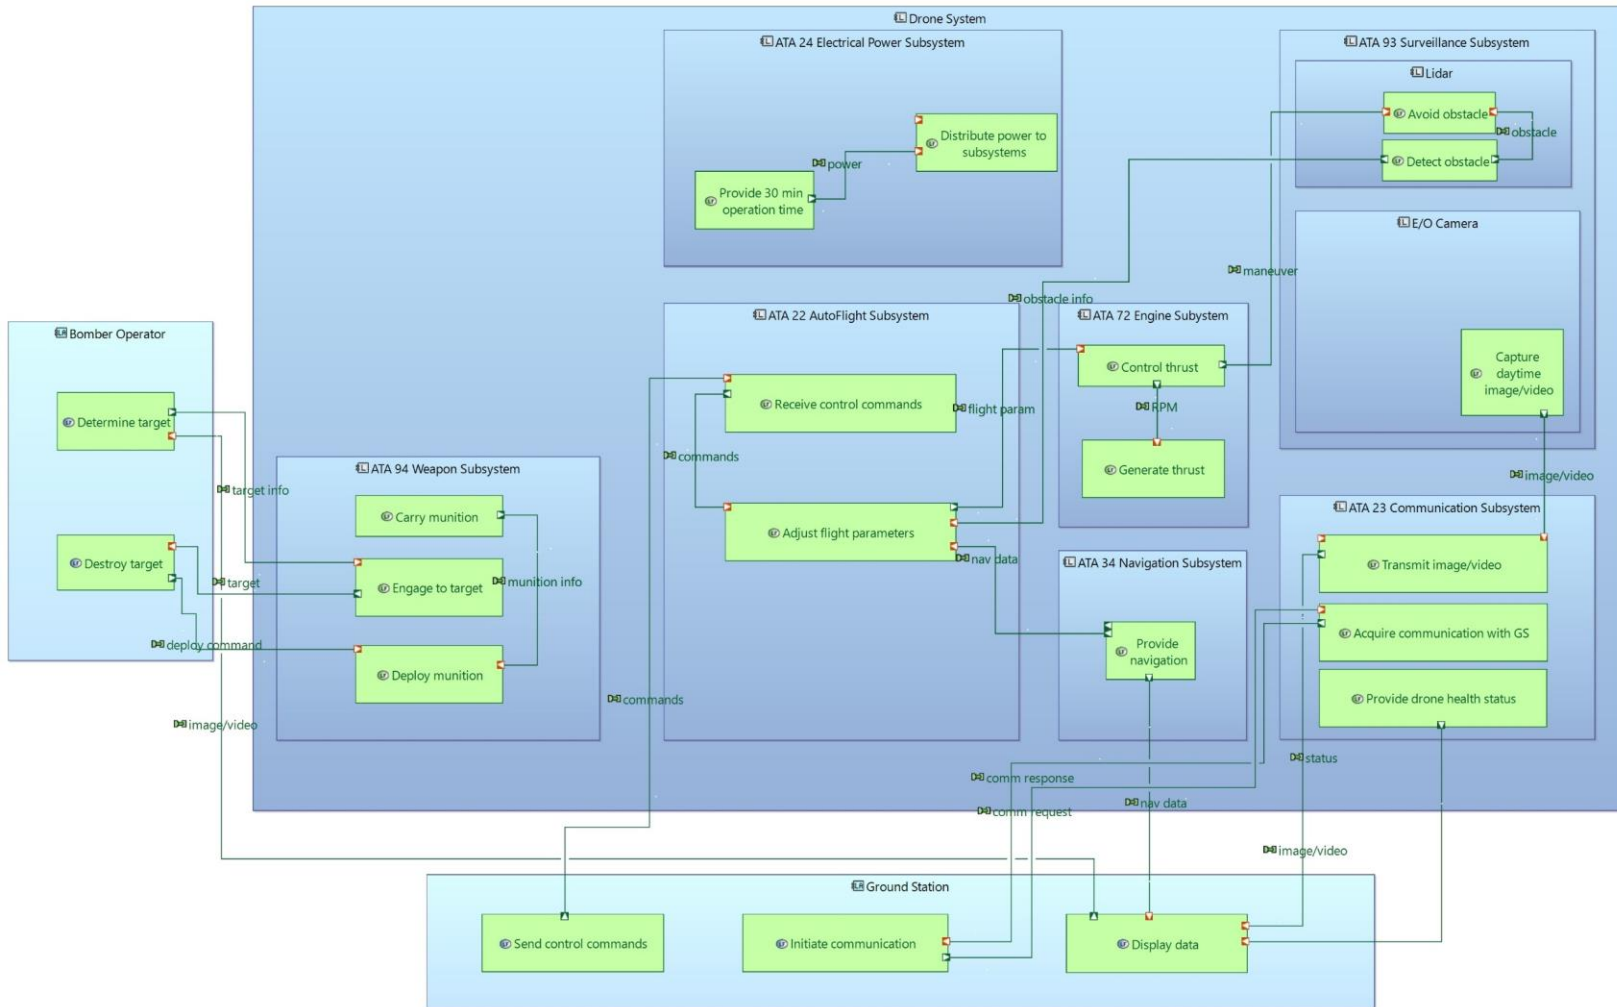 Drone System
ATA 24 Electrical Power Subsystem
Distribute power to
subsystems
power
Provide 30 min
operation time
ATA 93 Surveillance Subsystem
Lidar
Avoid obstacle
obstacle
Detect obstacle
E/O Camera
maneuver
Capture
daytime
image/video
image/video
obstacle info
ATA 22 AutoFlight Subsystem
Receive control commands
flight param
commands
Adjust flight parameters
nav data
ATA 72 Engine Subystem
Control thrust
RPM
Generate thrust
ATA 34 Navigation Subsystem
Provide
navigation
ATA 23 Communication Subsystem
Transmit image/video
Acquire communication with GS
Provide drone health status
Bomber Operator
Determine target
target info
Destroy target
target
deploy command
image/video
ATA 94 Weapon Subsystem
Carry munition
Engage to target
munition info
Deploy munition
commands
status
comm response
nav data
comm request
image/video
Ground Station
Send control commands
Initiate communication
Display data